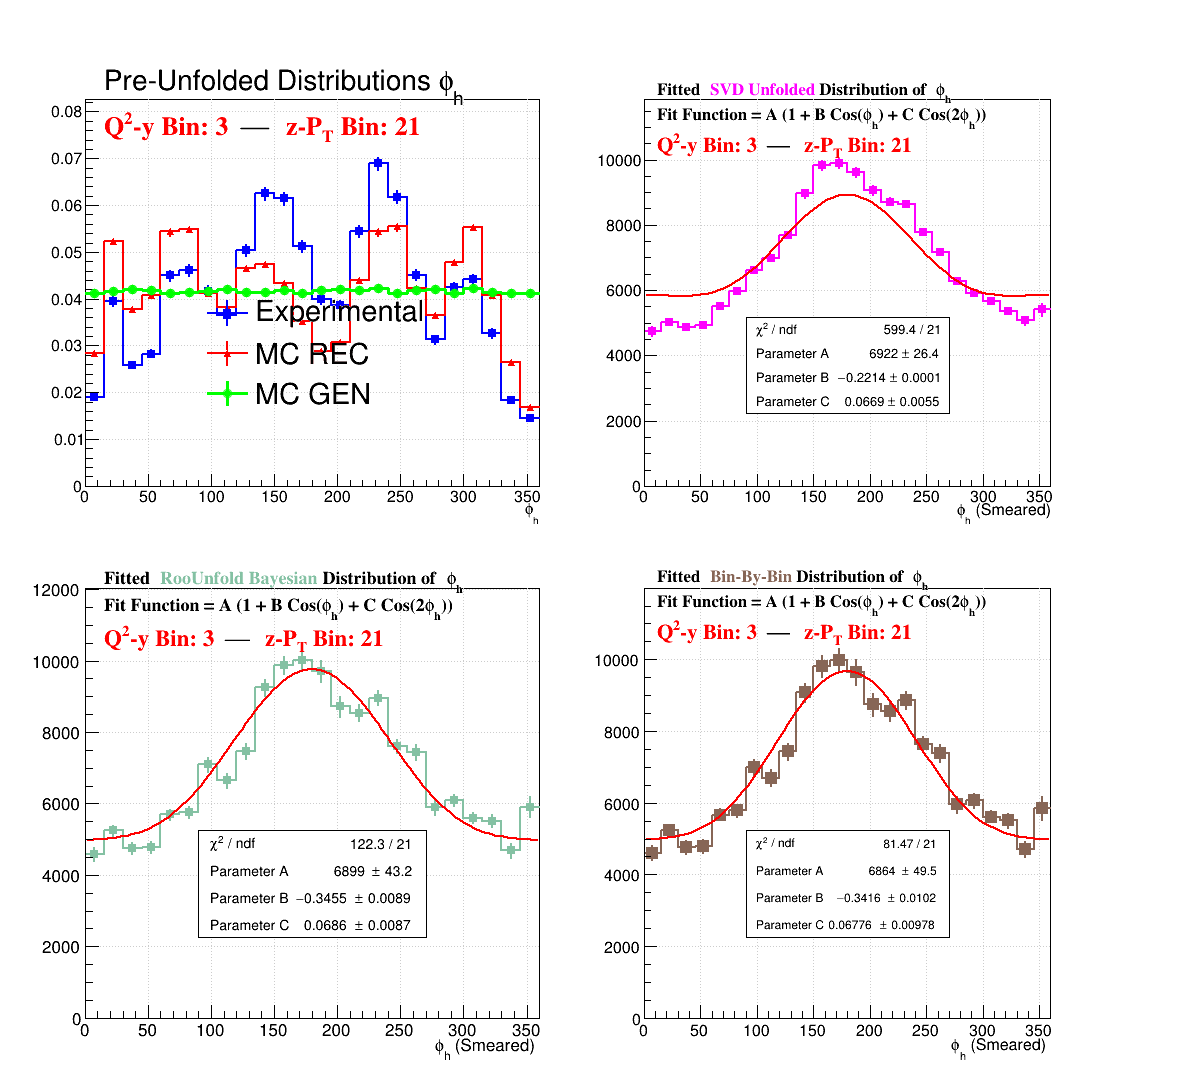 Pre-Unfolded Distributions ϕh
Q²-y Bin: 3 — z-PT Bin: 21
0.08
0.07
0.06
0.05
0.04
0.03
0.02
0.01
0
Experimental
MC REC
MC GEN
0 50 100 150 200 250 300 350
ϕh
Fitted SVD Unfolded Distribution of ϕh
Fit Function = A (1 + B Cos(ϕh) + C Cos(2ϕh))
Q²-y Bin: 3 — z-PT Bin: 21
10000
8000
6000
4000
2000
0
χ² / ndf 599.4 / 21
Parameter A 6922 ± 26.4
Parameter B −0.2214 ± 0.0001
Parameter C 0.0669 ± 0.0055
0 50 100 150 200 250 300 350
ϕh (Smeared)
Fitted RooUnfold Bayesian Distribution of ϕh
Fit Function = A (1 + B Cos(ϕh) + C Cos(2ϕh))
Q²-y Bin: 3 — z-PT Bin: 21
12000
10000
8000
6000
4000
2000
0
χ² / ndf 122.3 / 21
Parameter A 6899 ± 43.2
Parameter B −0.3455 ± 0.0089
Parameter C 0.0686 ± 0.0087
0 50 100 150 200 250 300 350
ϕh (Smeared)
Fitted Bin-By-Bin Distribution of ϕh
Fit Function = A (1 + B Cos(ϕh) + C Cos(2ϕh))
Q²-y Bin: 3 — z-PT Bin: 21
10000
8000
6000
4000
2000
0
χ² / ndf 81.47 / 21
Parameter A 6864 ± 49.5
Parameter B −0.3416 ± 0.0102
Parameter C 0.06776 ± 0.00978
0 50 100 150 200 250 300 350
ϕh (Smeared)